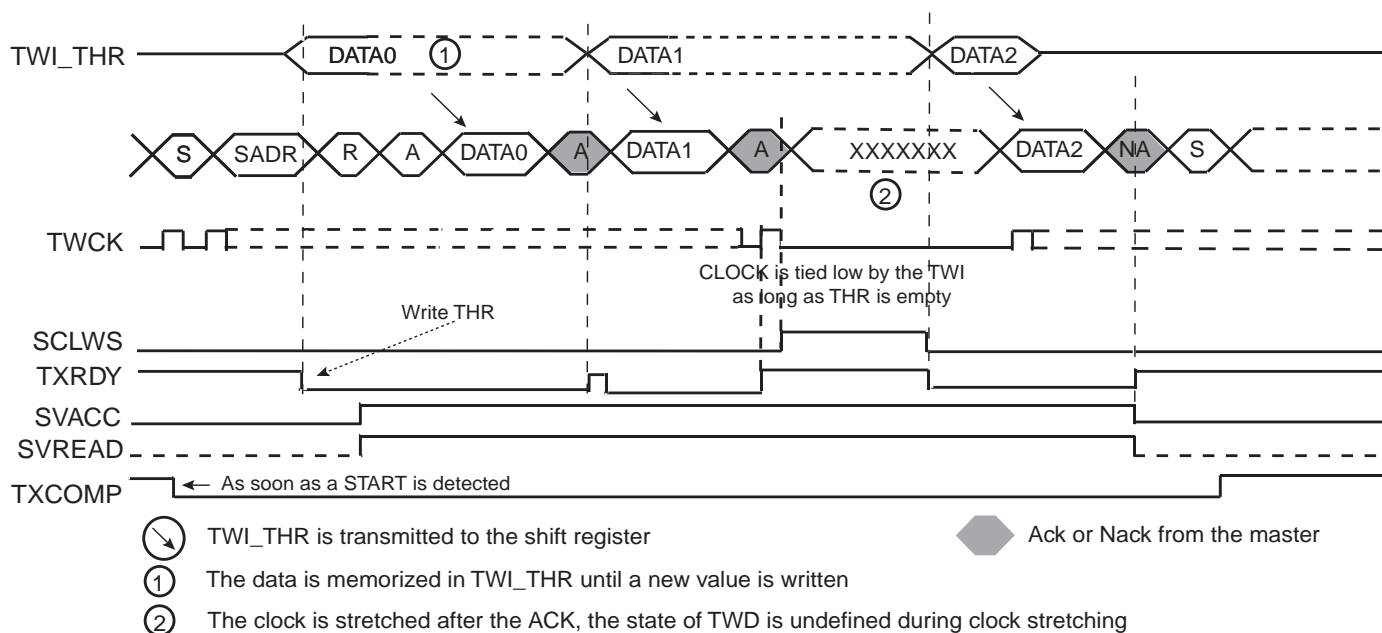 TWI_THR DATA0 1 DATA1 DATA2
S SADR R A DATA0 A DATA1 A XXXXXXX DATA2 NA S
2
TWCK
CLOCK is tied low by the TWI
as long as THR is empty
Write THR
SCLWS
TXRDY
SVACC
SVREAD
TXCOMP As soon as a START is detected
TWI_THR is transmitted to the shift register Ack or Nack from the master
1 The data is memorized in TWI_THR until a new value is written
2 The clock is stretched after the ACK, the state of TWD is undefined during clock stretching